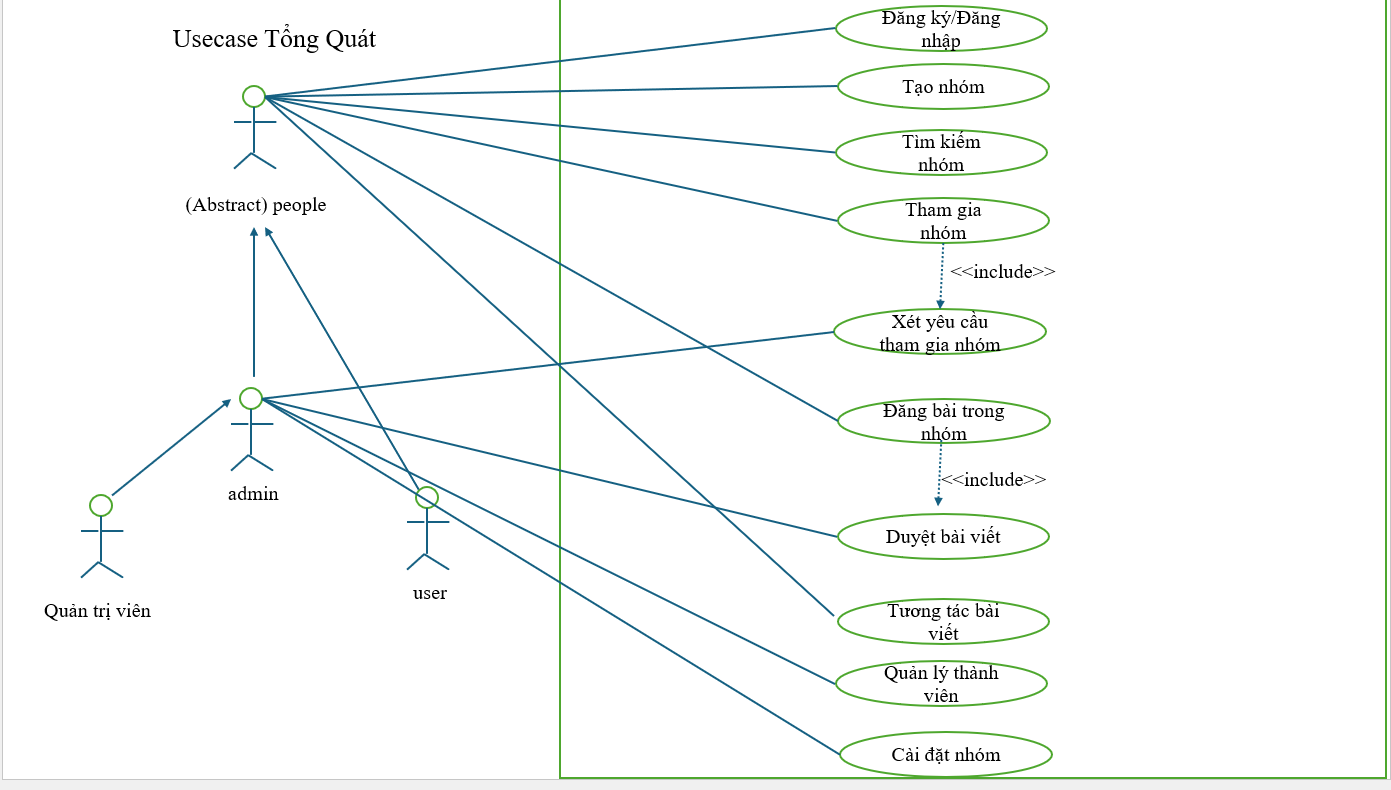 Usecase Tổng Quát
(Abstract) people
admin
Quản trị viên
user
Đăng ký/Đăng
nhập
Tạo nhóm
Tìm kiếm
nhóm
Tham gia
nhóm
<<include>>
Xét yêu cầu
tham gia nhóm
Đăng bài trong
nhóm
<<include>>
Duyệt bài viết
Tương tác bài
viết
Quản lý thành
viên
Cài đặt nhóm